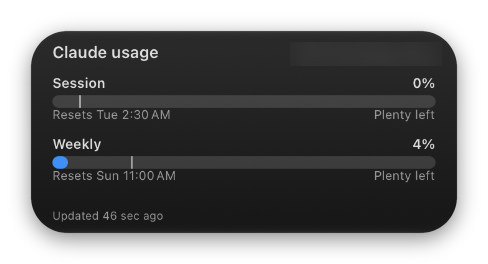 Claude usage
Session 0%
Resets Tue 2:30 AM Plenty left
Weekly 4%
Resets Sun 11:00 AM Plenty left
Updated 46 sec ago